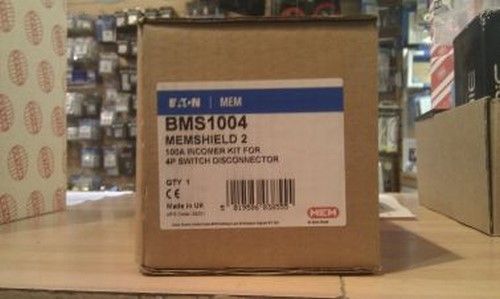 EATON | MEM
BMS1004
MEMSHIELD 2
100A INCOMER KIT FOR
4P SWITCH DISCONNECTOR
QTY 1
CE
Made in UK
MEM